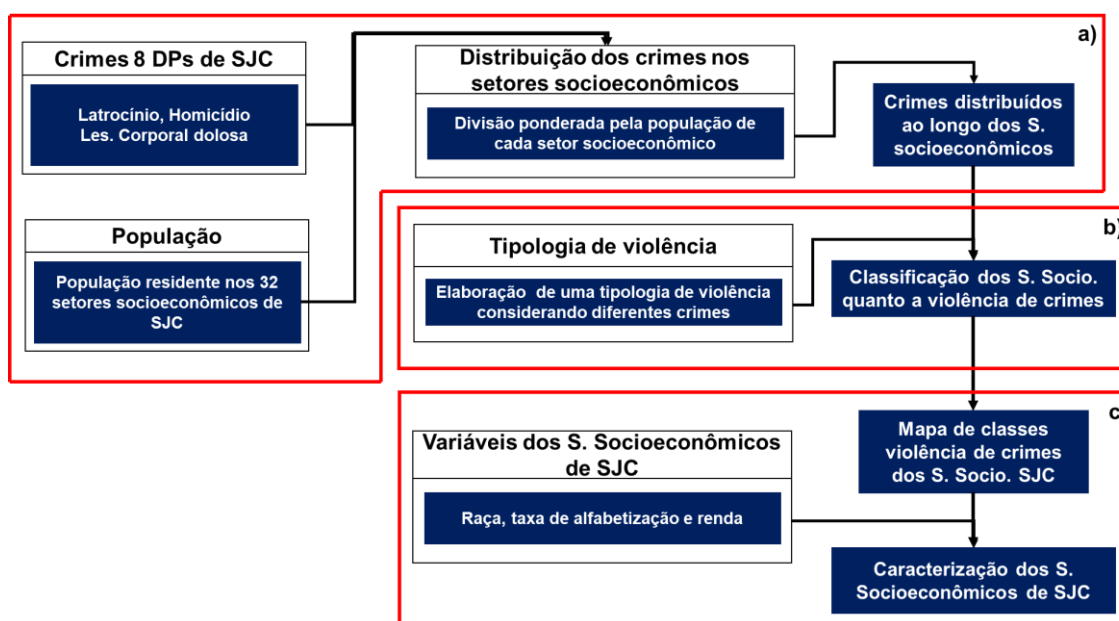 a)
Crimes 8 DPs de SJC
Latrocínio, Homicídio
Les. Corporal dolosa
Distribuição dos crimes nos
setores socioeconômicos
Divisão ponderada pela população de
cada setor socioeconômico
Crimes distribuídos
ao longo dos S.
socioeconômicos
População
População residente nos 32
setores socioeconômicos de
SJC
b)
Tipologia de violência
Elaboração de uma tipologia de violência
considerando diferentes crimes
Classificação dos S. Socio.
quanto a violência de crimes
c
Variáveis dos S. Socioeconômicos
de SJC
Raça, taxa de alfabetização e renda
Mapa de classes
violência de crimes
dos S. Socio. SJC
Caracterização dos S.
Socioeconômicos de SJC